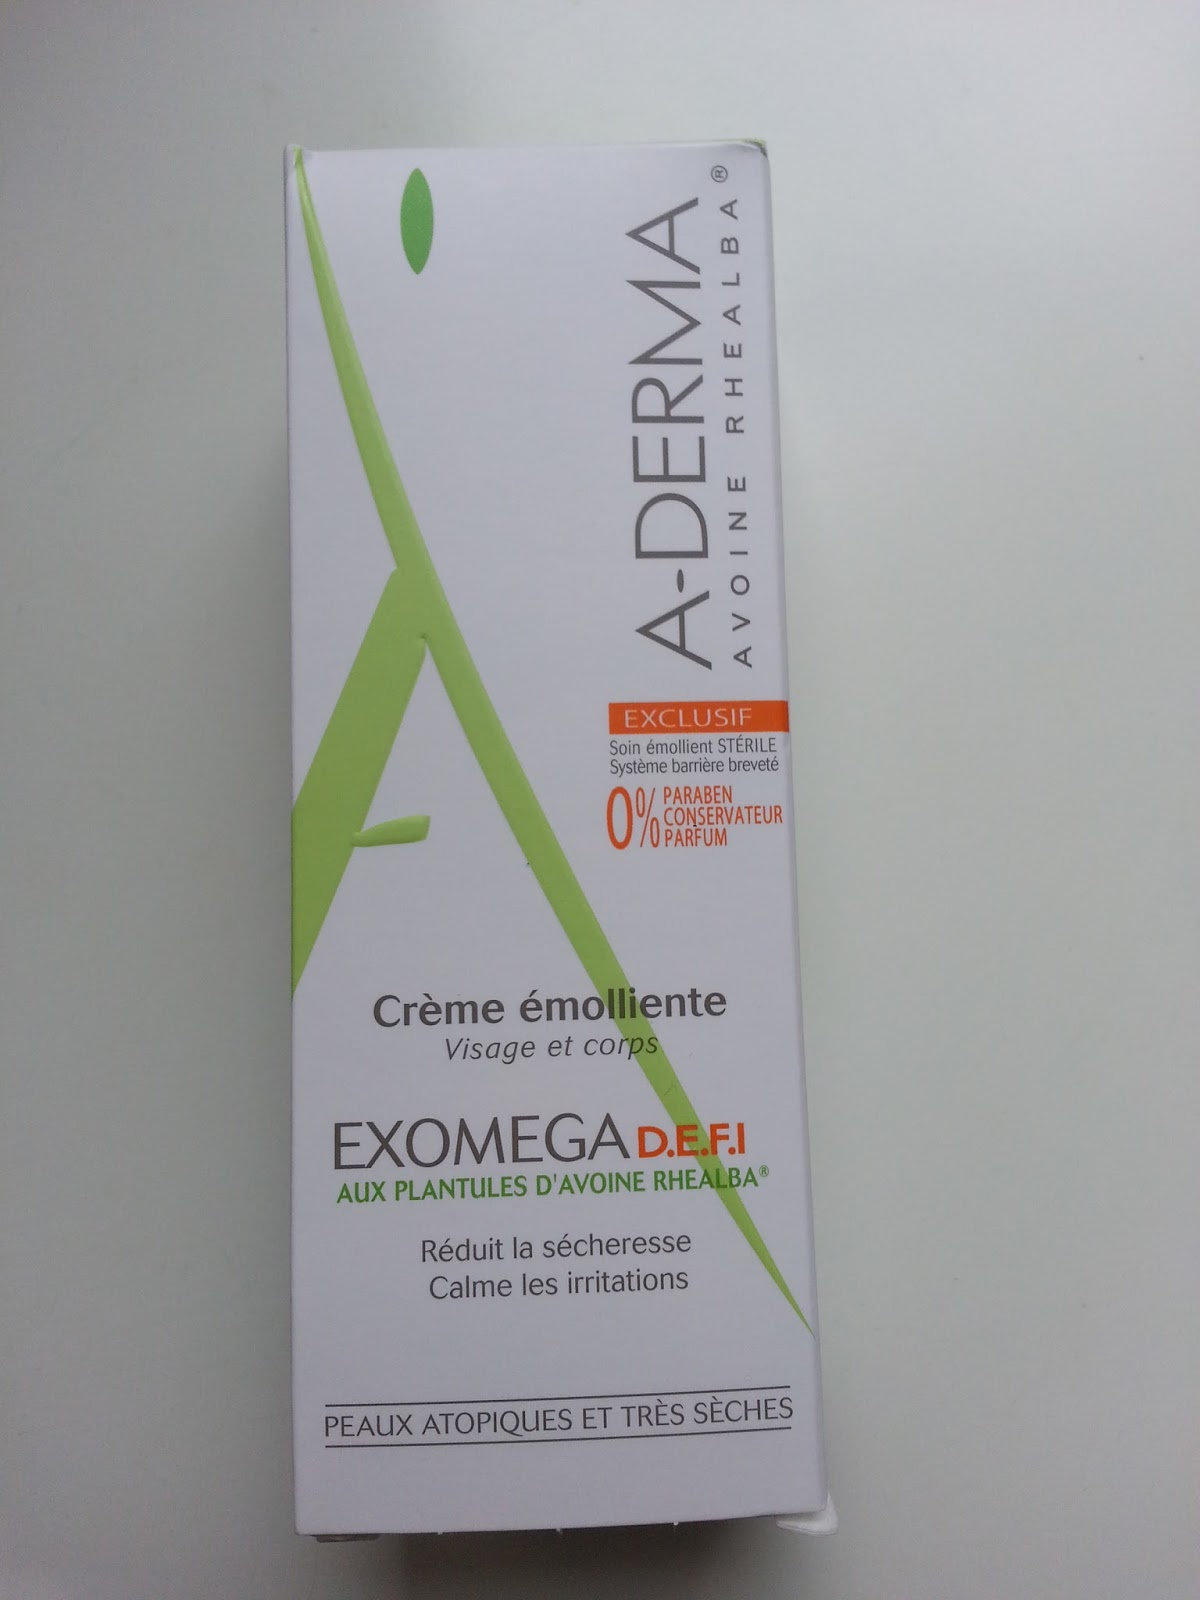 A-DERMA
AVOINE RHEALBA®
EXCLUSIF
Soin émollient STÉRILE
Système barrière breveté
0% PARABEN
CONSERVATEUR
PARFUM
Crème émolliente
Visage et corps
EXOMEGA D.E.F.I
AUX PLANTULES D'AVOINE RHEALBA®
Réduit la sécheresse
Calme les irritations
PEAUX ATOPIQUES ET TRÈS SÈCHES